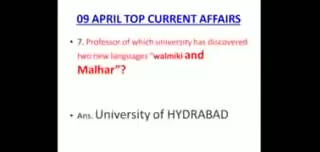 09 APRIL TOP CURRENT AFFAIRS
• 7. Professor of which university has discovered
two new languages "walmiki and
Malhar"?
• Ans. University of HYDRABAD